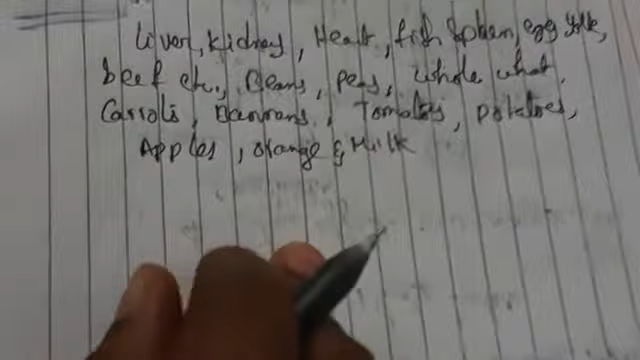 Liver, Kidney, Heart, fish, Spleen, egg yolk,
beef etc., Beans, peas, whole wheat,
Carrots, Bananas, Tomatoes, potatoes,
Apples, orange & Milk